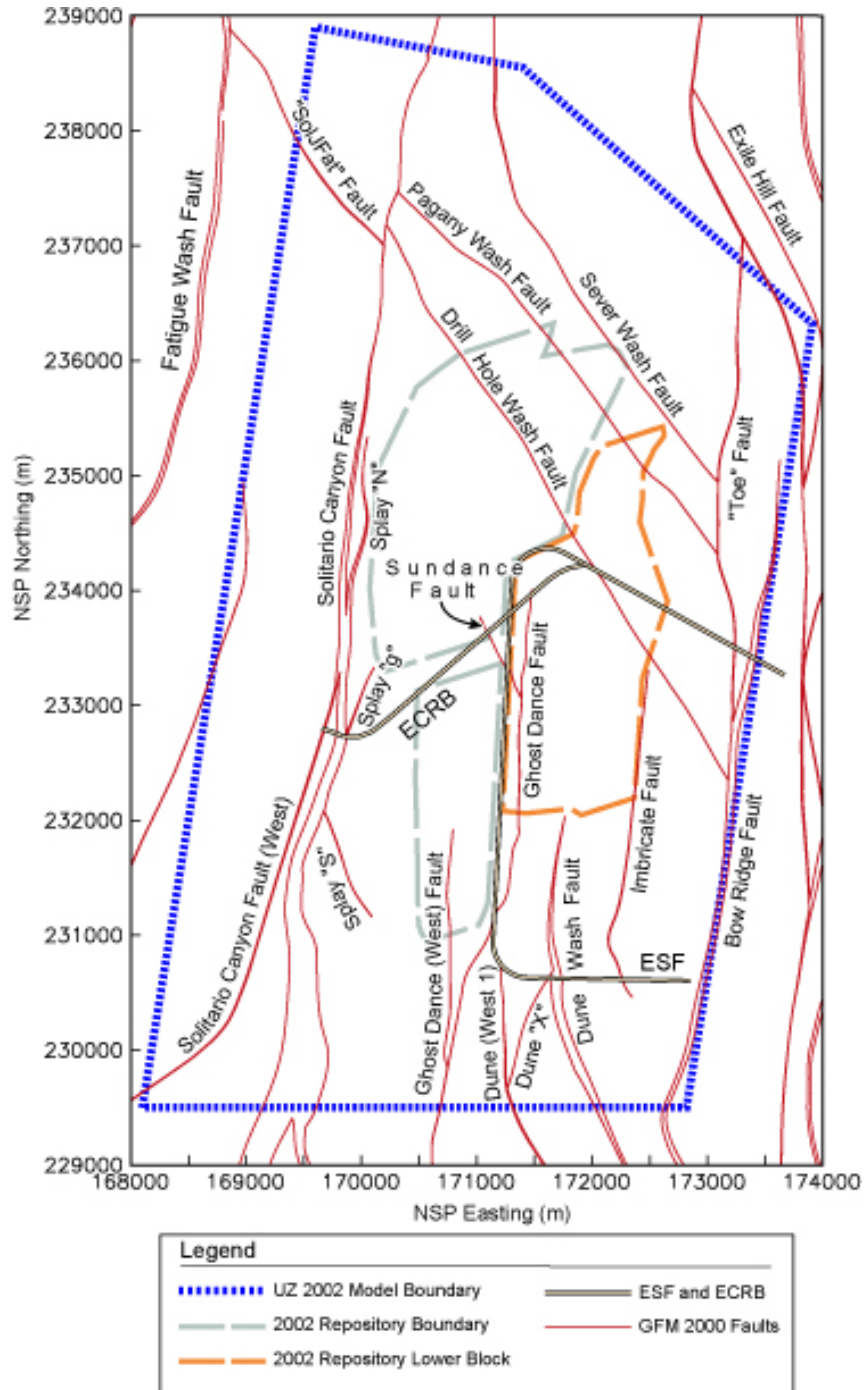 239000
238000
237000
236000
235000
234000
233000
232000
231000
230000
229000
NSP Northing (m)
168000
169000
170000
171000
172000
173000
174000
NSP Easting (m)
"SolJFat" Fault
Exile Hill Fault
Fatigue Wash Fault
Pagany Wash Fault
Sever Wash Fault
Drill Hole Wash Fault
Solitario Canyon Fault
Splay "N"
"Toe" Fault
Sundance
Fault
Splay "g"
ECRB
Ghost Dance Fault
Imbricate Fault
Solitario Canyon Fault (West)
Splay "S"
Ghost Dance (West) Fault
Dune Wash Fault
Bow Ridge Fault
ESF
Dune (West 1)
Dune "X"
Legend
UZ 2002 Model Boundary
2002 Repository Boundary
2002 Repository Lower Block
ESF and ECRB
GFM 2000 Faults